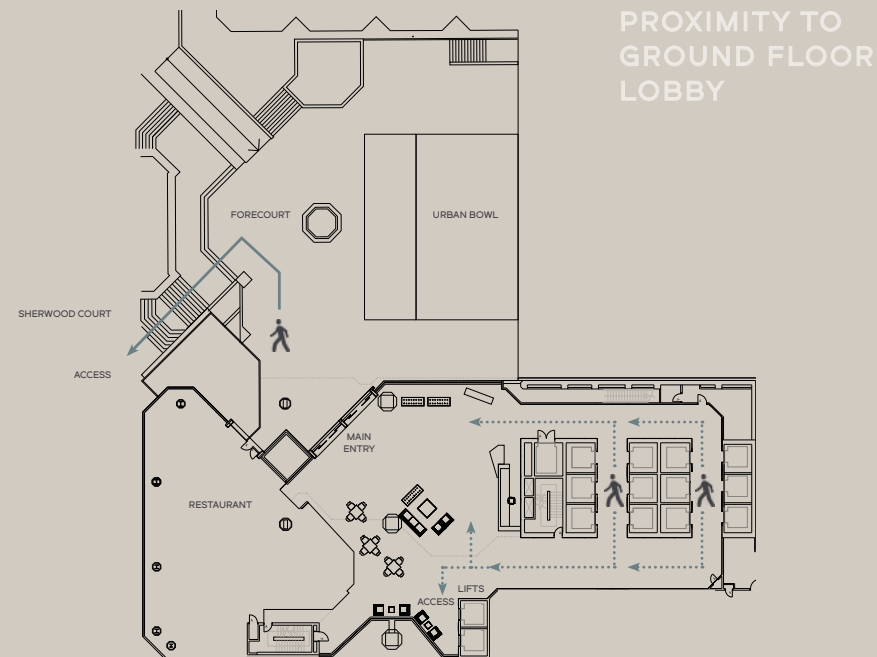 PROXIMITY TO
GROUND FLOOR
LOBBY
FORECOURT
URBAN BOWL
SHERWOOD COURT
ACCESS
MAIN
ENTRY
RESTAURANT
LIFTS
ACCESS